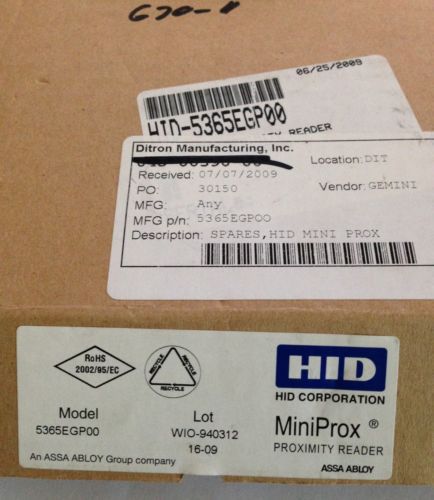 06/25/2009
HID-5365EGP00
READER
Ditron Manufacturing, Inc.
Location: DIT
Received: 07/07/2009
PO: 30150
Vendor: GEMINI
MFG: Any
MFG p/n: 5365EGP00
Description: SPARES,HID MINI PROX
RoHS
2002/95/EC
RECYCLE
RECYCLE
RECYCLE
HID
HID CORPORATION
Model
5365EGP00
Lot
WIO-940312
16-09
MiniProx ®
PROXIMITY READER
An ASSA ABLOY Group company
ASSA ABLOY